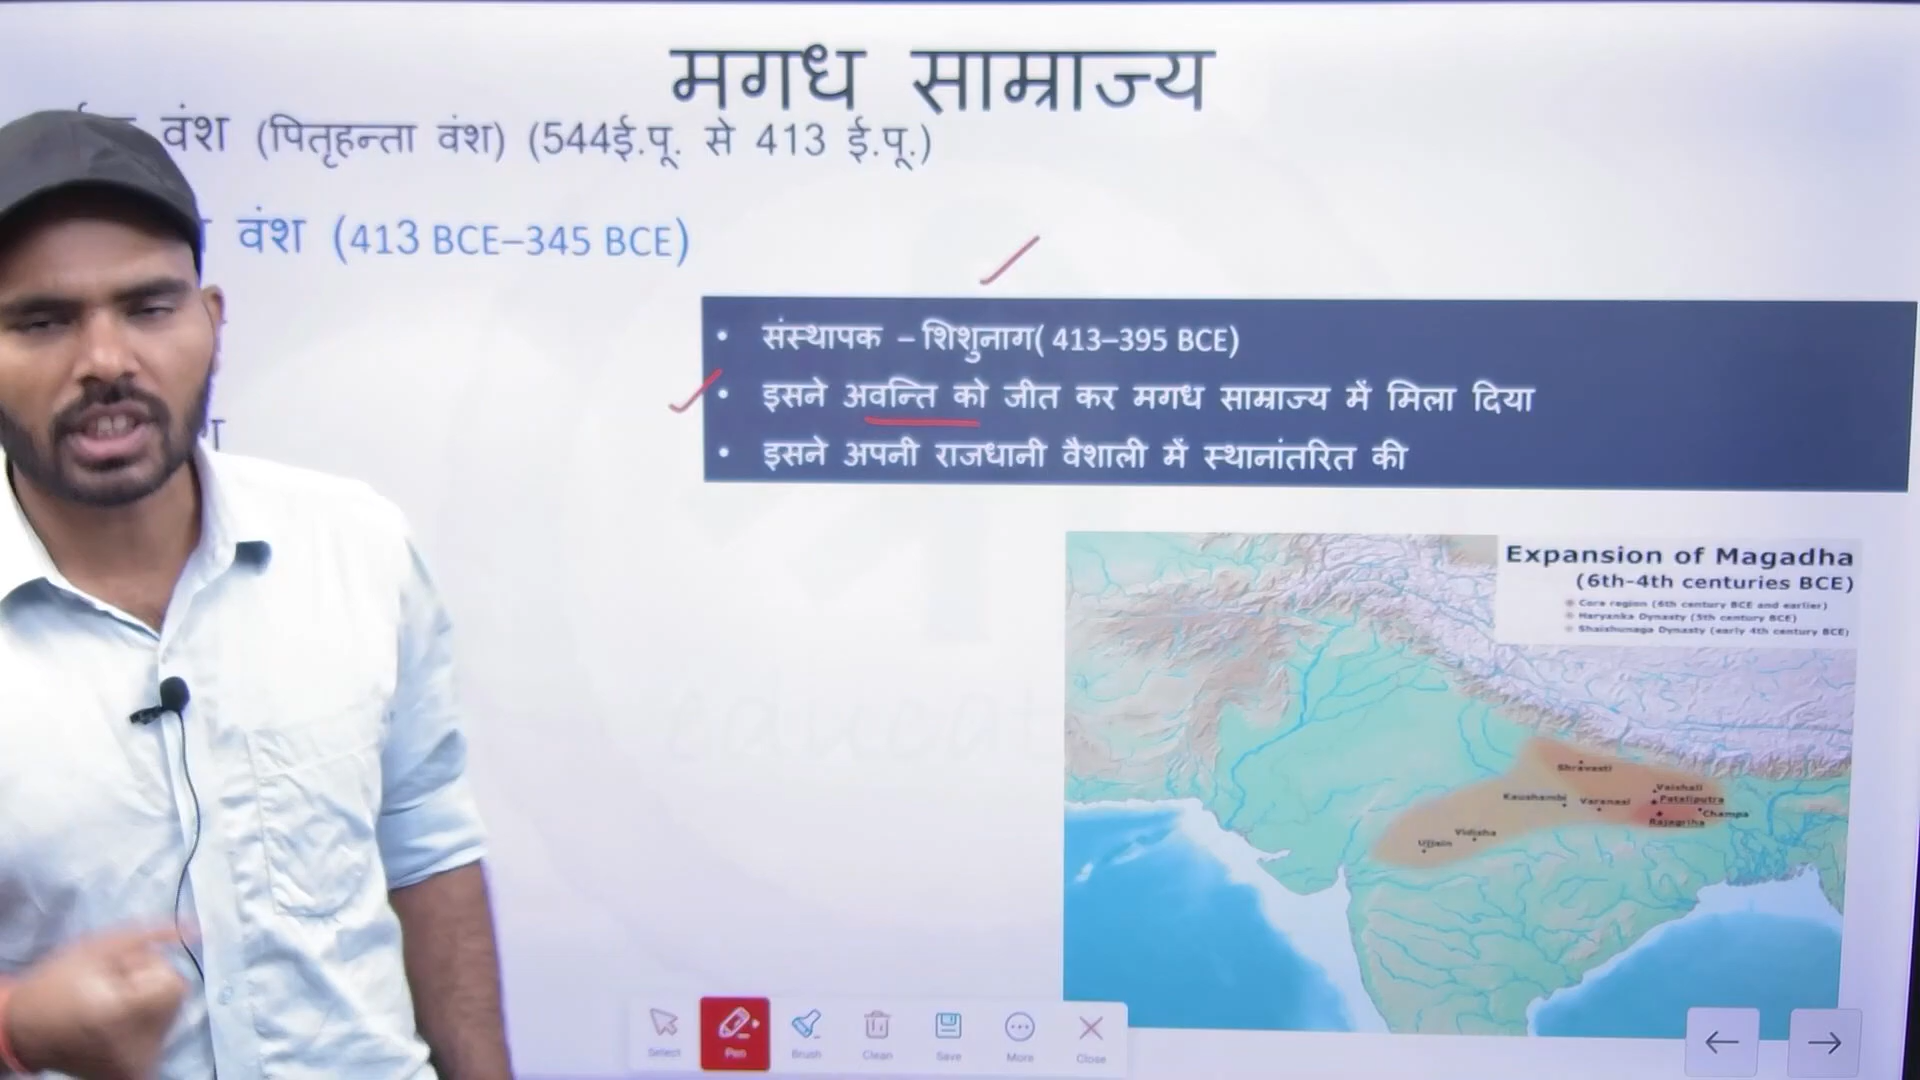 मगध साम्राज्य
वंश (पितृहन्ता वंश) (544ई.पू. से 413 ई.पू.)
वंश (413 BCE–345 BCE)
• संस्थापक – शिशुनाग( 413–395 BCE)
• इसने अवन्ति को जीत कर मगध साम्राज्य में मिला दिया
• इसने अपनी राजधानी वैशाली में स्थानांतरित की
Expansion of Magadha
(6th-4th centuries BCE)
Core region (6th century BCE and earlier)
Haryanka Dynasty (5th century BCE)
Shaishunaga Dynasty (early 4th century BCE)
Shravasti
Vaishali
Kaushambi
Varanasi
Pataliputra
Champa
Rajagriha
Vidisha
Ujjain
educat
Select
Pen
Brush
Clean
Save
More
Close